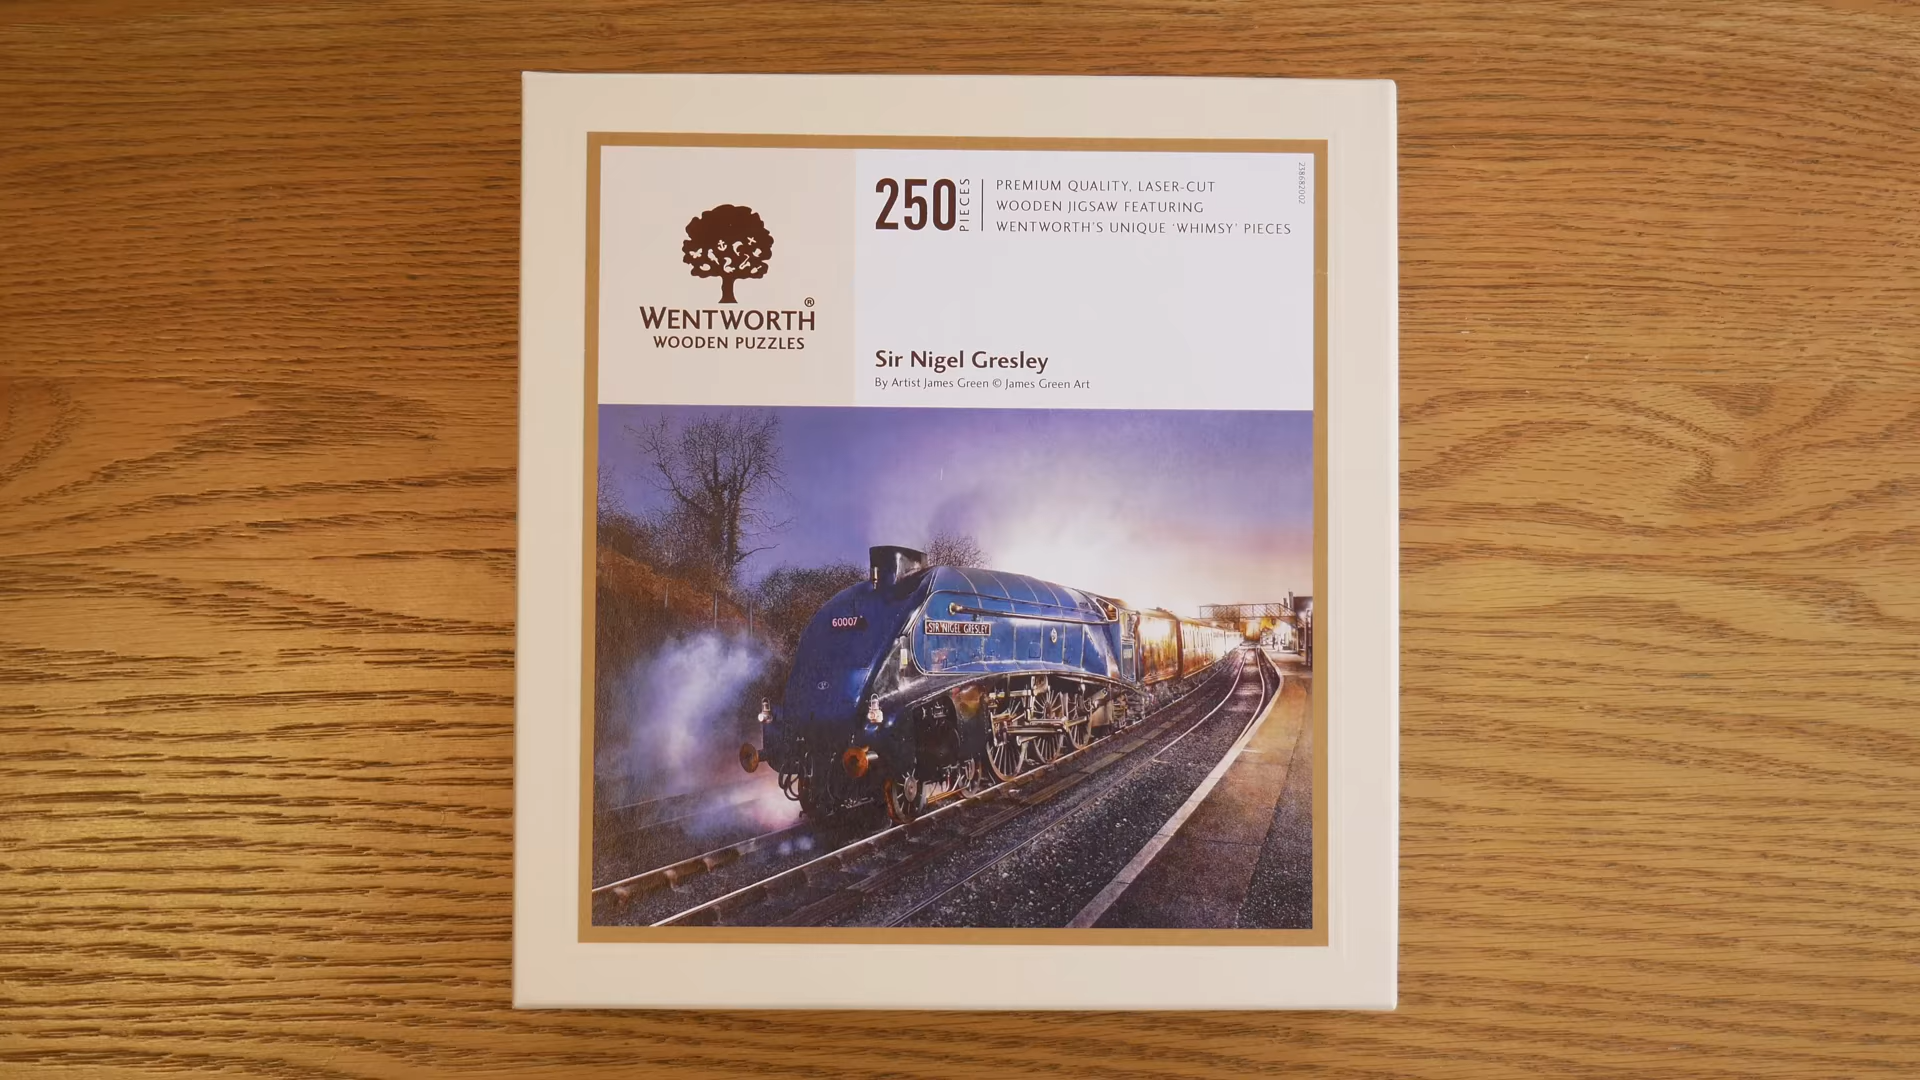 250
PIECES
PREMIUM QUALITY, LASER-CUT
WOODEN JIGSAW FEATURING
WENTWORTH'S UNIQUE 'WHIMSY' PIECES
238682002
WENTWORTH®
WOODEN PUZZLES
Sir Nigel Gresley
By Artist James Green © James Green Art
60007
SIR NIGEL GRESLEY